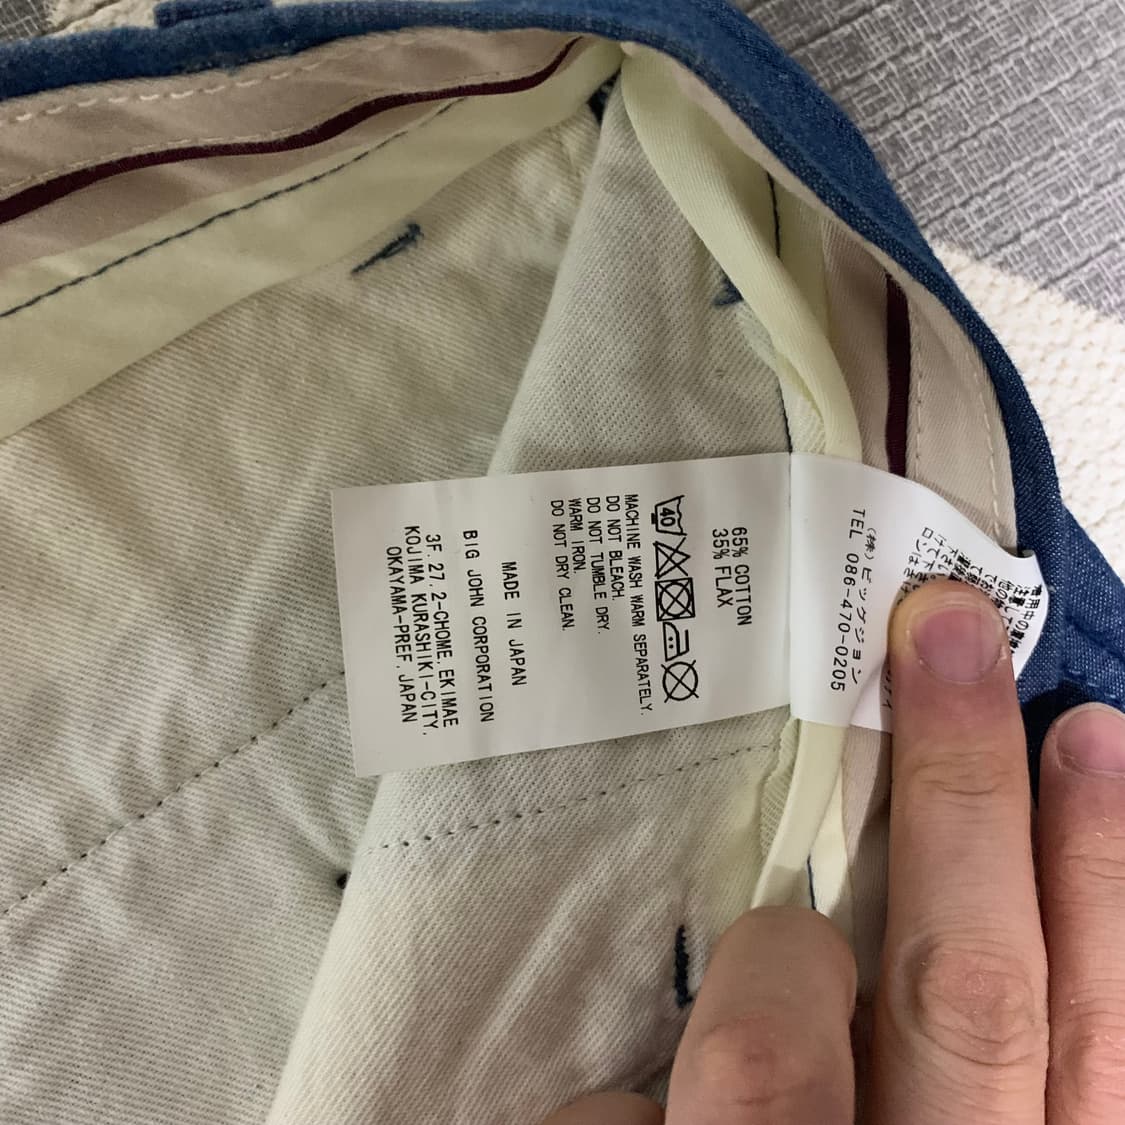 65% COTTON
35% FLAX
40
MACHINE WASH WARM SEPARATELY.
DO NOT BLEACH.
DO NOT TUMBLE DRY.
WARM IRON.
DO NOT DRY CLEAN.
MADE IN JAPAN
BIG JOHN CORPORATION
3F. 27. 2-CHOME, EKIMAE
KOJIMA KURASHIKI-CITY,
OKAYAMA-PREF. JAPAN
(株)ビッグジョン
TEL 086-470-0205